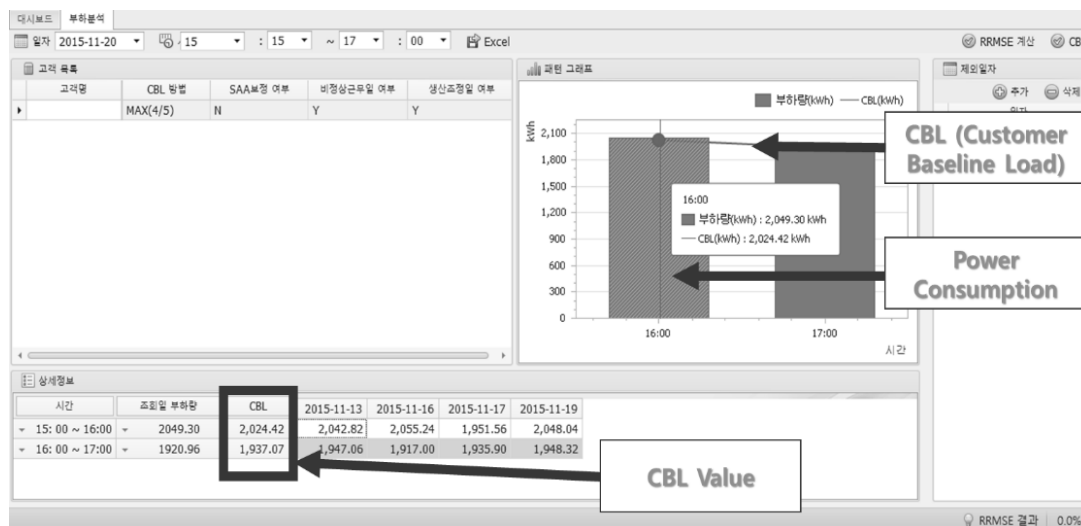 대시보드 부하분석
일자 2015-11-20 15 : 15 ~ 17 : 00 Excel RRMSE 계산 CB
고객 목록
고객명 CBL 방법 SAA보정 여부 비정상근무일 여부 생산조정일 여부
MAX(4/5) N Y Y
패턴 그래프
부하량(kWh) CBL(kWh)
kWh
2,100
1,800
1,500
1,200
900
600
300
0
16:00
부하량(kWh) : 2,049.30 kWh
CBL(kWh) : 2,024.42 kWh
16:00 17:00
시간
제외일자
추가 삭제
CBL (Customer
Baseline Load)
Power
Consumption
상세정보
시간 조회일 부하량 CBL 2015-11-13 2015-11-16 2015-11-17 2015-11-19
15: 00 ~ 16:00 2049.30 2,024.42 2,042.82 2,055.24 1,951.56 2,048.04
16: 00 ~ 17:00 1920.96 1,937.07 1,947.06 1,917.00 1,935.90 1,948.32
CBL Value
RRMSE 결과 0.0%